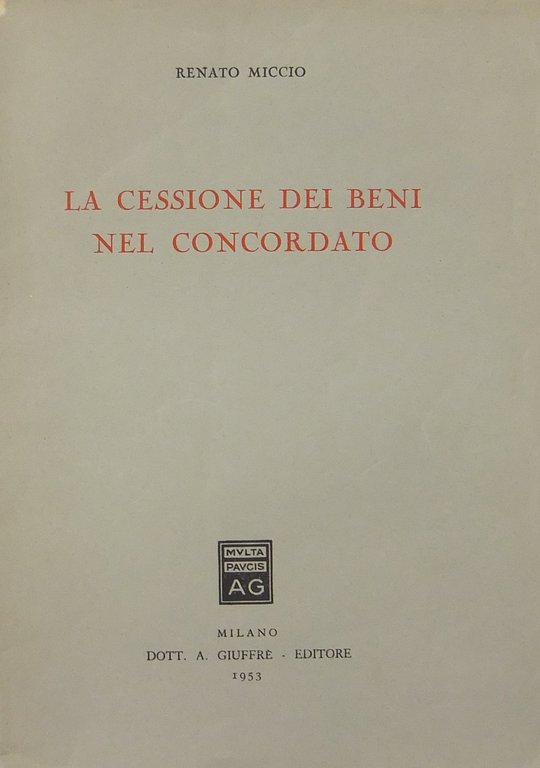 RENATO MICCIO
LA CESSIONE DEI BENI
NEL CONCORDATO
MVLTA
PAVCIS
AG
MILANO
DOTT. A. GIUFFRÈ - EDITORE
1953